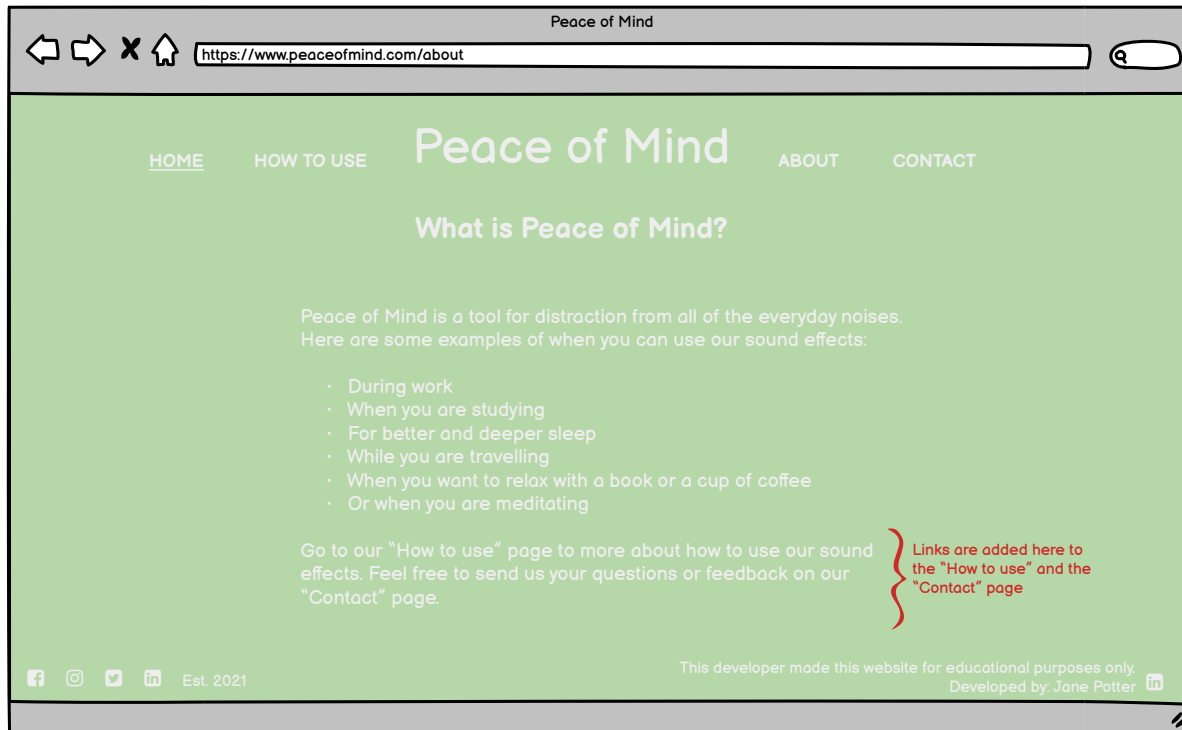 Peace of Mind
https://www.peaceofmind.com/about
HOME HOW TO USE Peace of Mind ABOUT CONTACT
What is Peace of Mind?
Peace of Mind is a tool for distraction from all of the everyday noises.
Here are some examples of when you can use our sound effects:
· During work
· When you are studying
· For better and deeper sleep
· While you are travelling
· When you want to relax with a book or a cup of coffee
· Or when you are meditating
Go to our “How to use” page to more about how to use our sound
effects. Feel free to send us your questions or feedback on our
“Contact” page.
Links are added here to
the “How to use” and the
“Contact” page
Est. 2021
This developer made this website for educational purposes only.
Developed by: Jane Potter